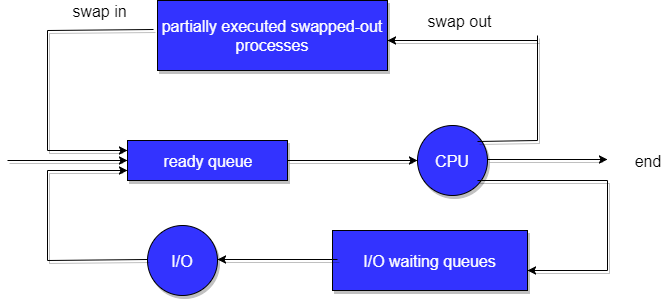 swap in
partially executed swapped-out
processes
swap out
ready queue
CPU
end
I/O
I/O waiting queues